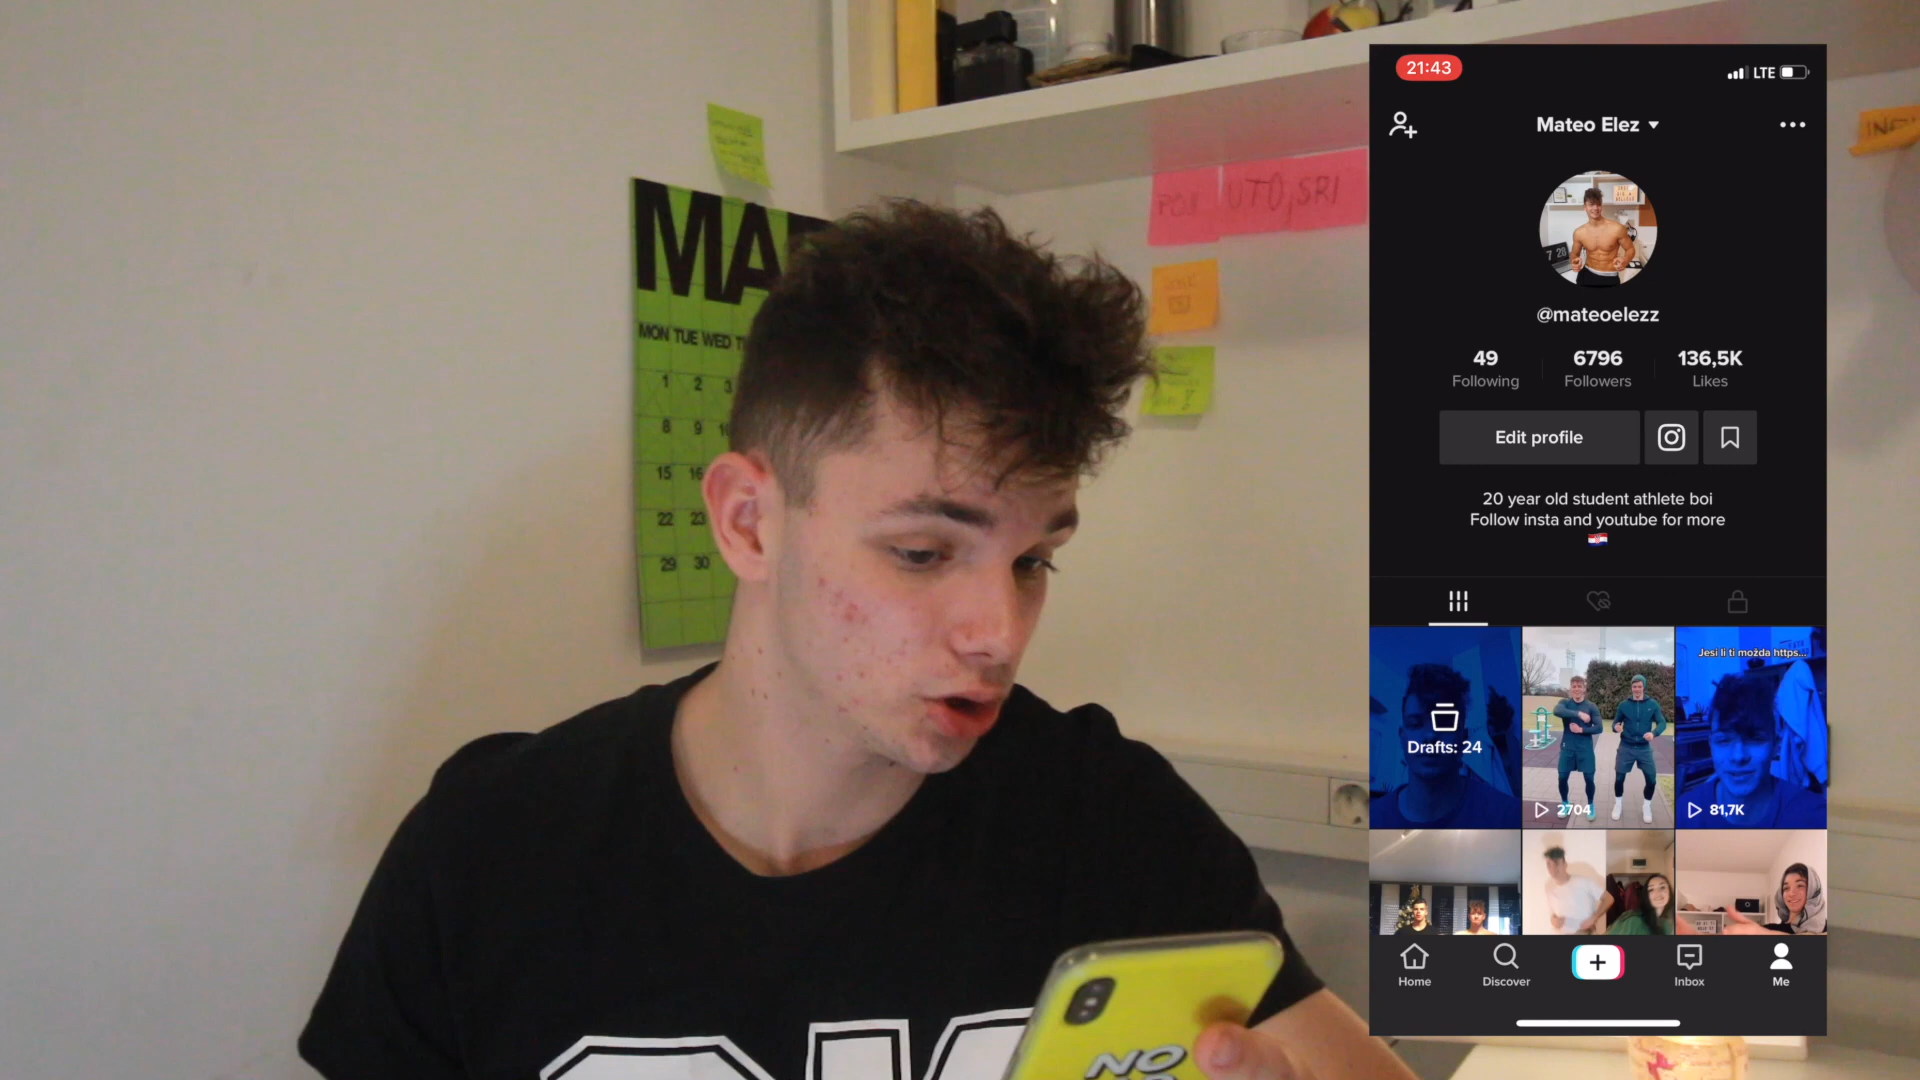 MA
MON TUE WED T
1 2 3
8 9 1
15 16
22 23
29 30
UTO, SRI
INF
NO
21:43
LTE
Mateo Elez
@mateoelezz
49 6796 136,5K
Following Followers Likes
Edit profile
20 year old student athlete boi
Follow insta and youtube for more
Jesi li ti možda https...
Drafts: 24
2704
81,7K
Home Discover Inbox Me